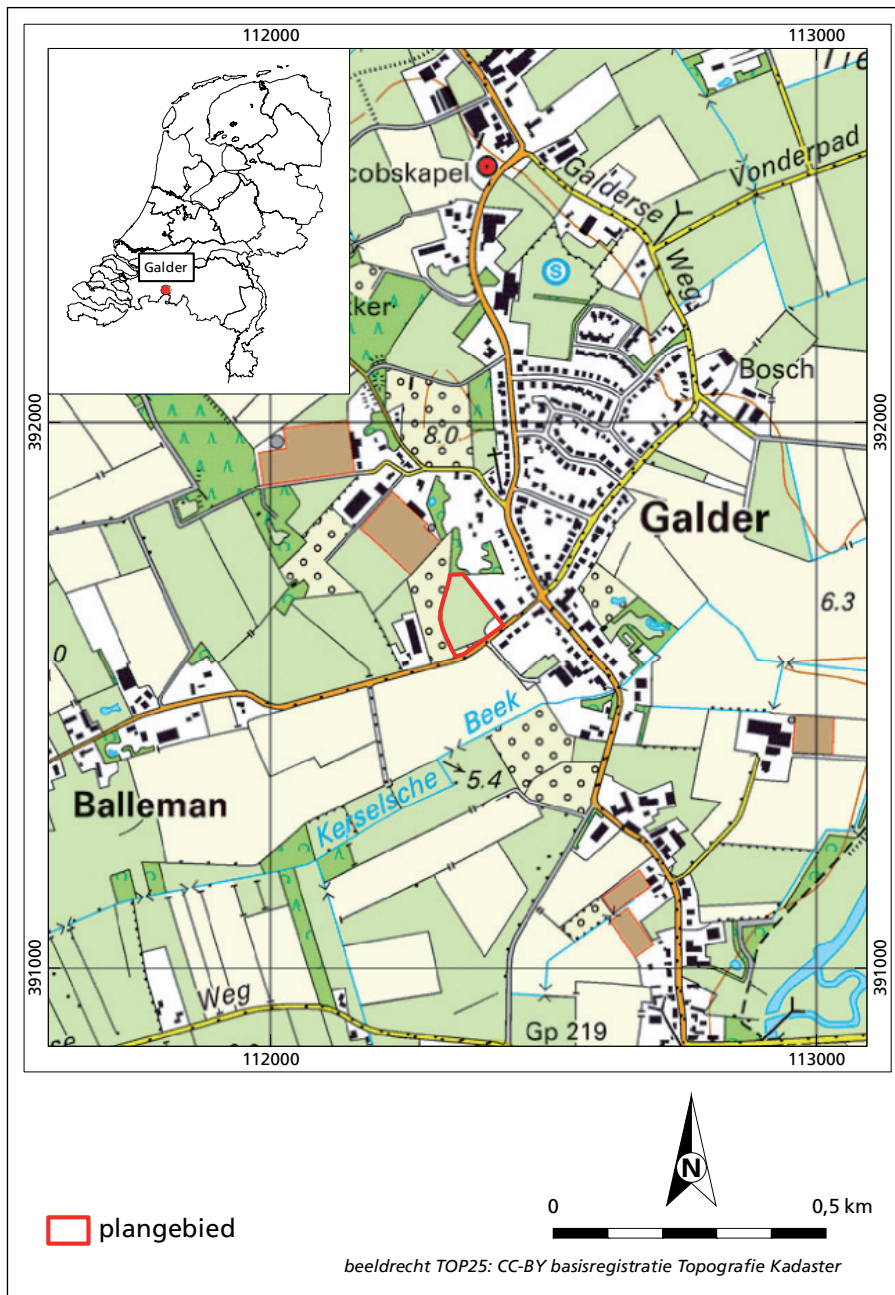 112000
113000
Galder
cobskapel
Galderse
Weg
Vonderpad
S
kker
Bosch
392000
392000
8.0
Galder
6.3
0
Beek
5.4
Kerselsche
Balleman
391000
391000
Weg
Gp 219
112000
113000
N
plangebied
0
0,5 km
beeldrecht TOP25: CC-BY basisregistratie Topografie Kadaster